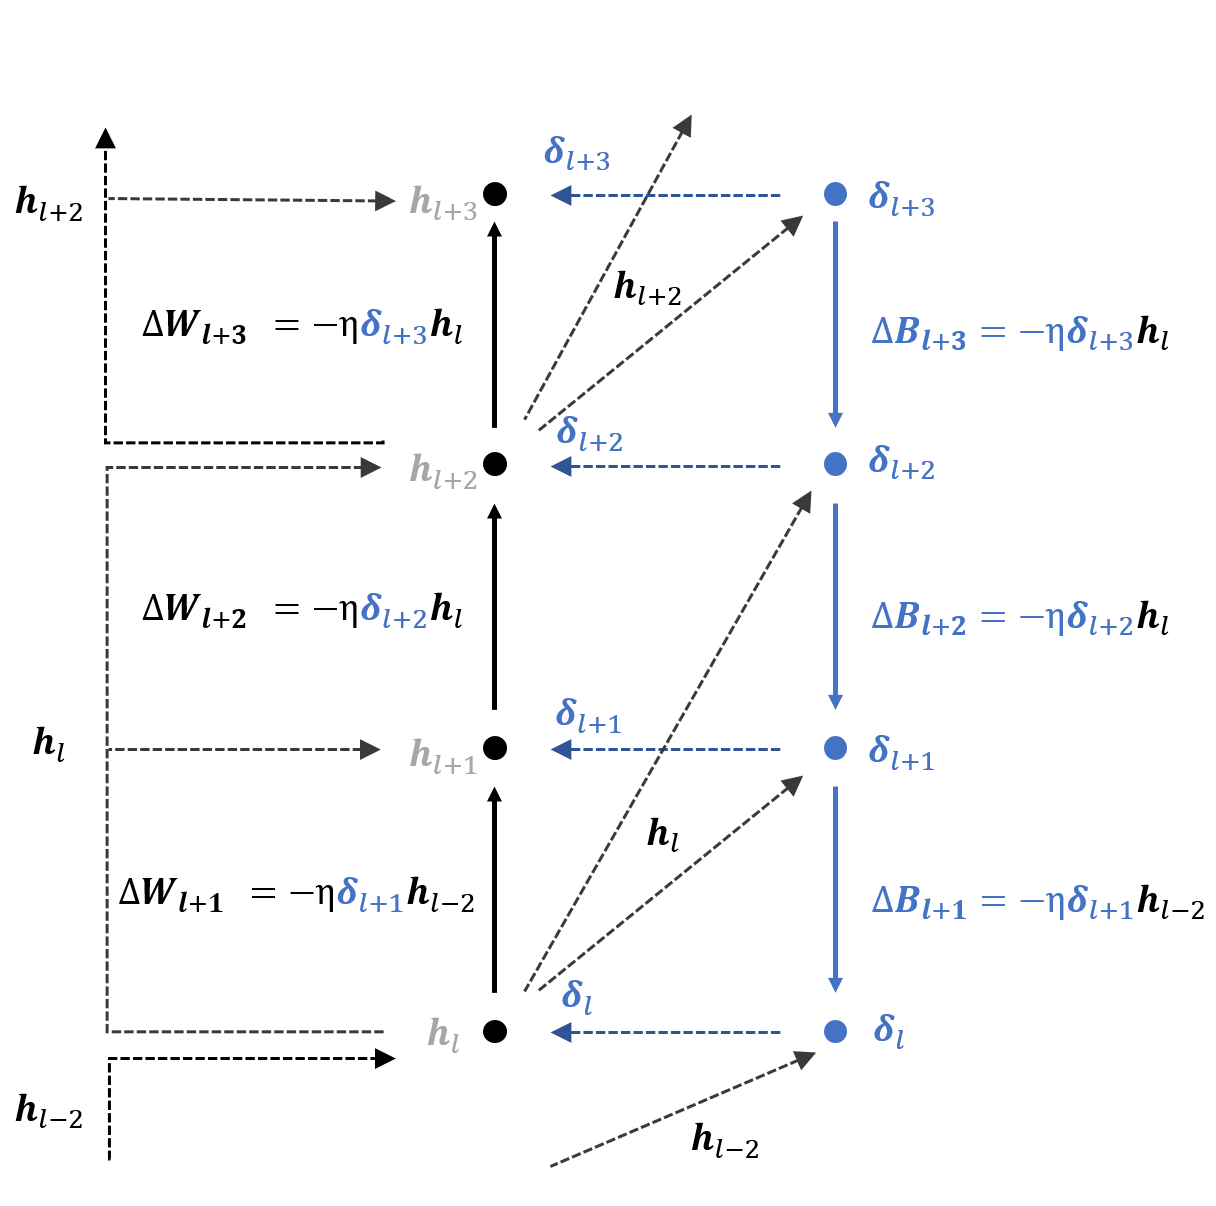 δ_{l+3}
h_{l+2} h_{l+3} δ_{l+3}
h_{l+2}
ΔW_{l+3} = −ηδ_{l+3}h_l ΔB_{l+3} = −ηδ_{l+3}h_l
δ_{l+2}
h_{l+2} δ_{l+2}
ΔW_{l+2} = −ηδ_{l+2}h_l ΔB_{l+2} = −ηδ_{l+2}h_l
δ_{l+1}
h_l h_{l+1} δ_{l+1}
h_l
ΔW_{l+1} = −ηδ_{l+1}h_{l−2} ΔB_{l+1} = −ηδ_{l+1}h_{l−2}
δ_l
h_l δ_l
h_{l−2}
h_{l−2}